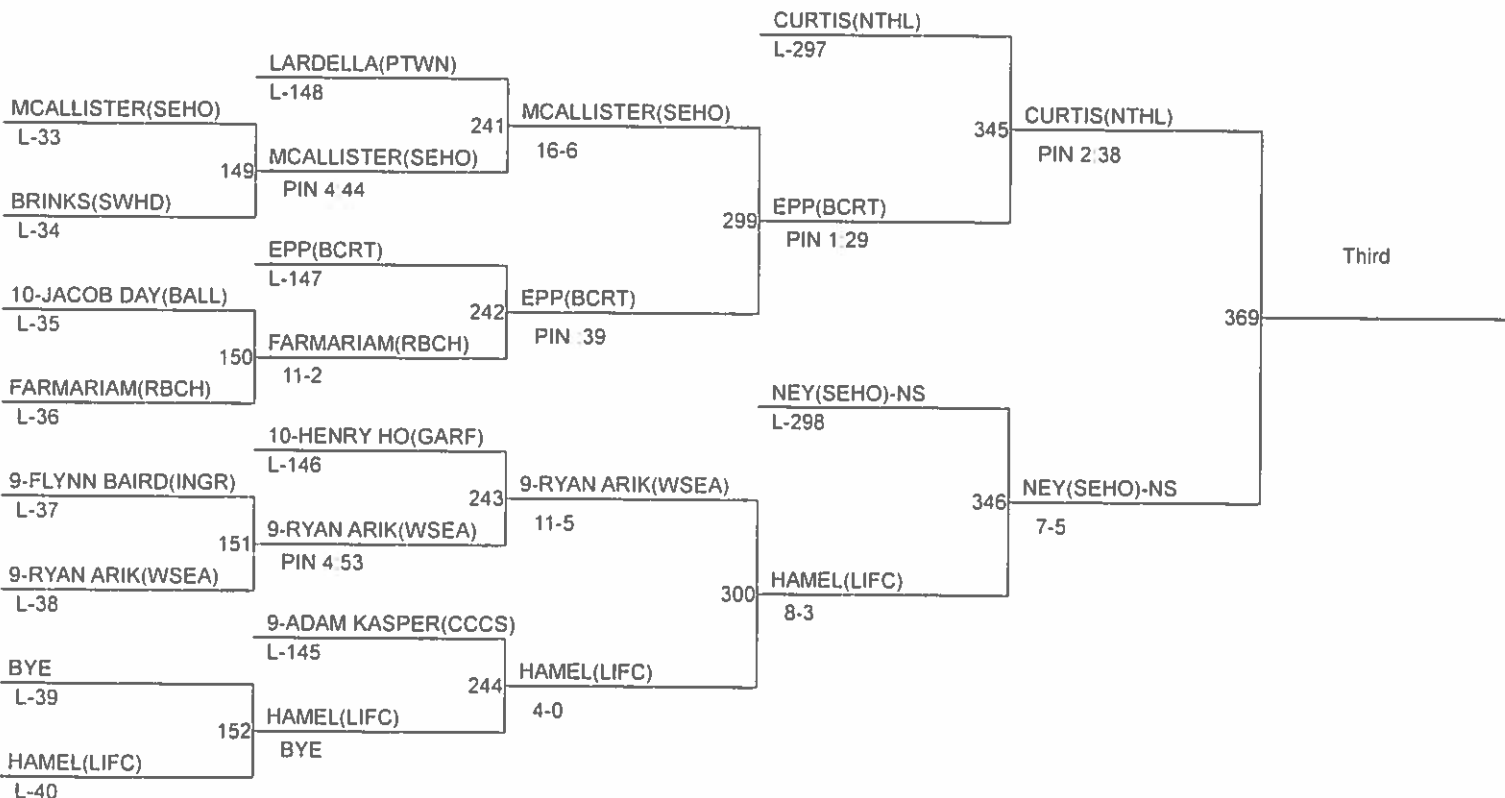 MCALLISTER(SEHO)
L-33
149
BRINKS(SWHD)
L-34
10-JACOB DAY(BALL)
L-35
150
FARMARIAM(RBCH)
L-36
9-FLYNN BAIRD(INGR)
L-37
151
9-RYAN ARIK(WSEA)
L-38
BYE
L-39
152
HAMEL(LIFC)
L-40
LARDELLA(PTWN)
L-148
241
MCALLISTER(SEHO)
PIN 4:44
EPP(BCRT)
L-147
242
FARMARIAM(RBCH)
11-2
10-HENRY HO(GARF)
L-146
243
9-RYAN ARIK(WSEA)
PIN 4:53
9-ADAM KASPER(CCCS)
L-145
244
HAMEL(LIFC)
BYE
MCALLISTER(SEHO)
16-6
299
EPP(BCRT)
PIN :39
9-RYAN ARIK(WSEA)
11-5
300
HAMEL(LIFC)
4-0
CURTIS(NTHL)
L-297
345
EPP(BCRT)
PIN 1:29
NEY(SEHO)-NS
L-298
346
HAMEL(LIFC)
8-3
CURTIS(NTHL)
PIN 2:38
369
NEY(SEHO)-NS
7-5
Third